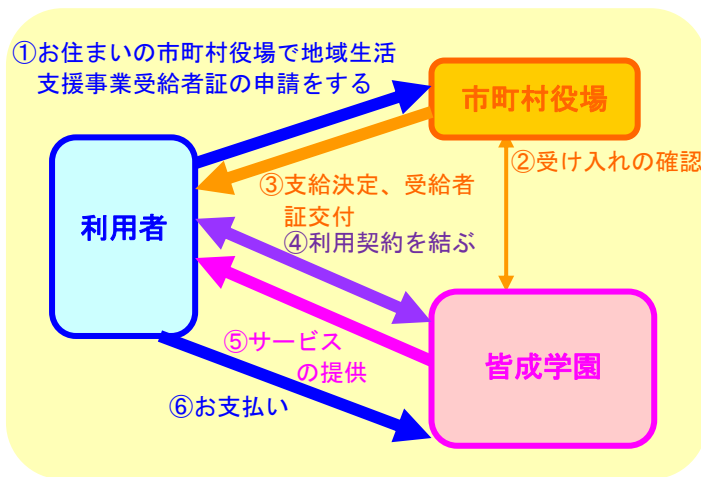 ①お住まいの市町村役場で地域生活
支援事業受給者証の申請をする
市町村役場
②受け入れの確認
③支給決定、受給者
証交付
利用者
④利用契約を結ぶ
⑤サービス
の提供
皆成学園
⑥お支払い